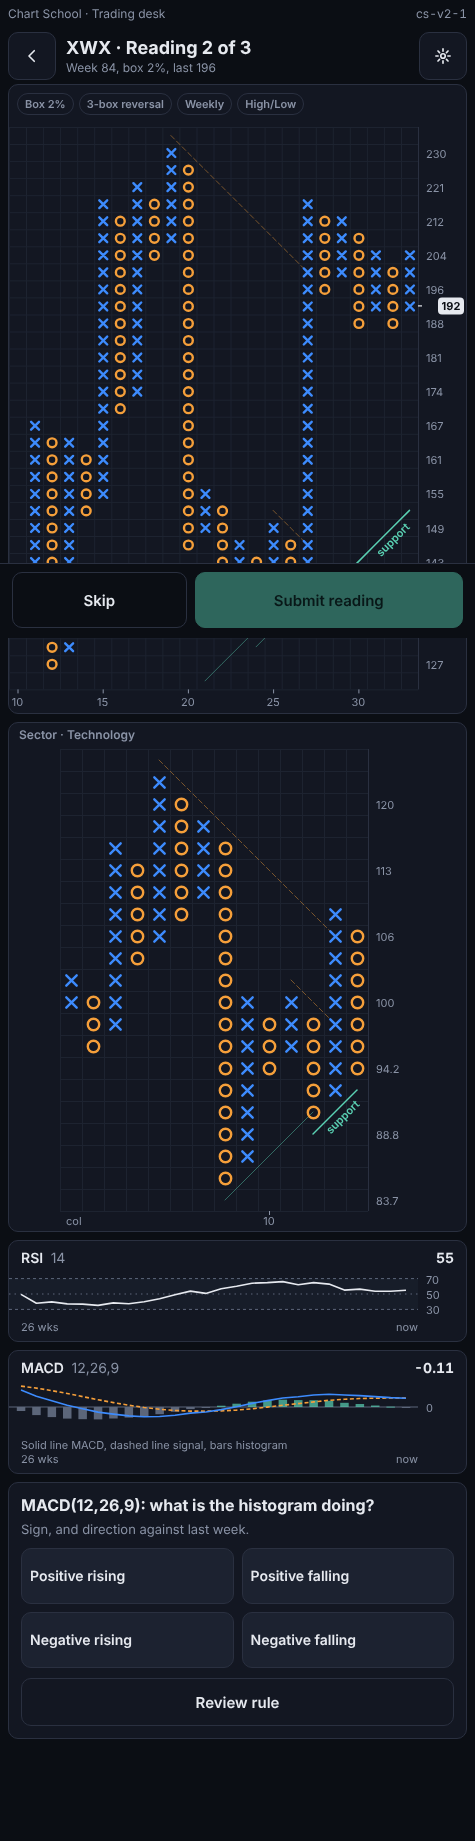 Chart School · Trading desk
cs-v2-1
XWX · Reading 2 of 3
Week 84, box 2%, last 196
Box 2%
3-box reversal
Weekly
High/Low
230
221
212
204
196
192
188
181
174
167
161
155
149
support
Skip
Submit reading
127
10
15
20
25
30
Sector · Technology
120
113
106
100
94.2
88.8
83.7
support
col
10
RSI 14
55
70
50
30
26 wks
now
MACD 12,26,9
-0.11
0
Solid line MACD, dashed line signal, bars histogram
26 wks
now
MACD(12,26,9): what is the histogram doing?
Sign, and direction against last week.
Positive rising
Positive falling
Negative rising
Negative falling
Review rule